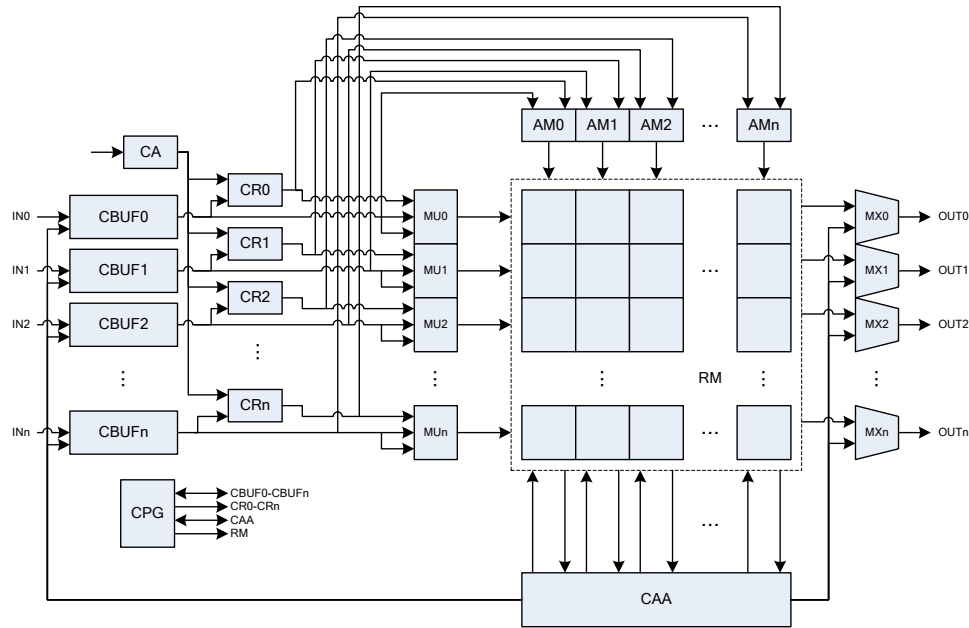 AM0 AM1 AM2 ... AMn
CA
CR0
IN0 CBUF0 MU0 MX0 OUT0
CR1
IN1 CBUF1 MU1 ... MX1 OUT1
CR2
IN2 CBUF2 MU2 MX2 OUT2
RM
CRn
INn CBUFn MUn ... MXn OUTn
CPG
CBUF0-CBUFn
CR0-CRn
CAA
RM
...
CAA